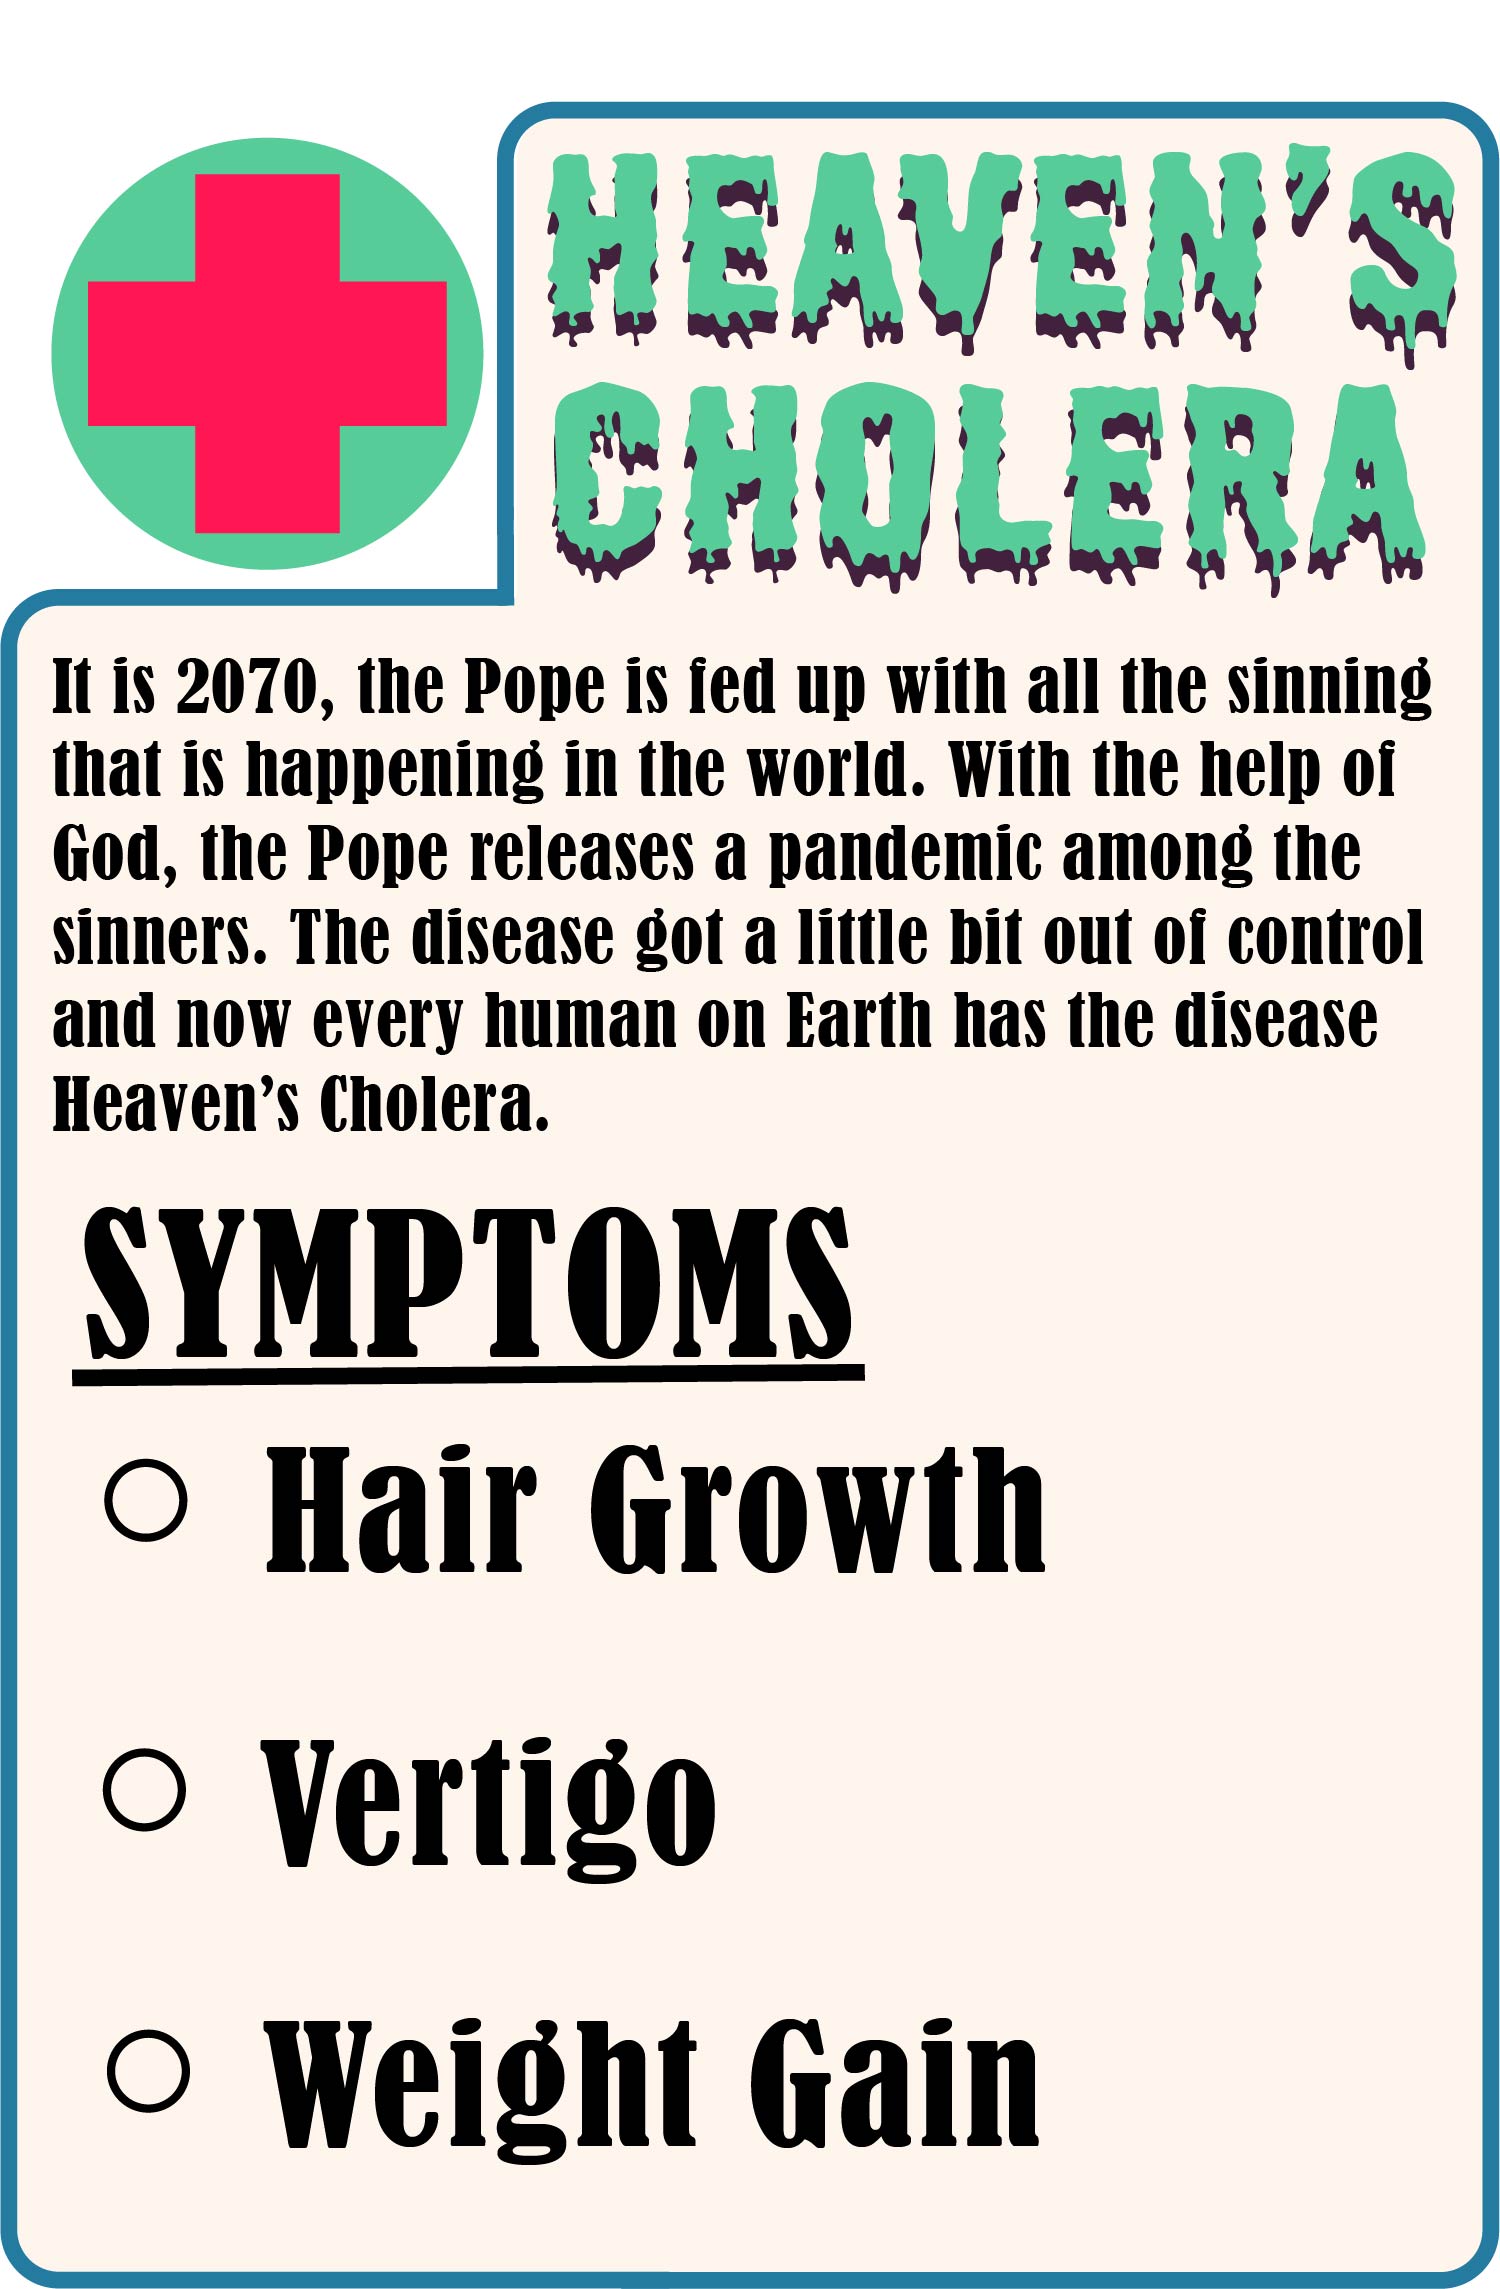 HEAVEN'S
CHOLERA
It is 2070, the Pope is fed up with all the sinning
that is happening in the world. With the help of
God, the Pope releases a pandemic among the
sinners. The disease got a little bit out of control
and now every human on Earth has the disease
Heaven’s Cholera.
SYMPTOMS
Hair Growth
Vertigo
Weight Gain